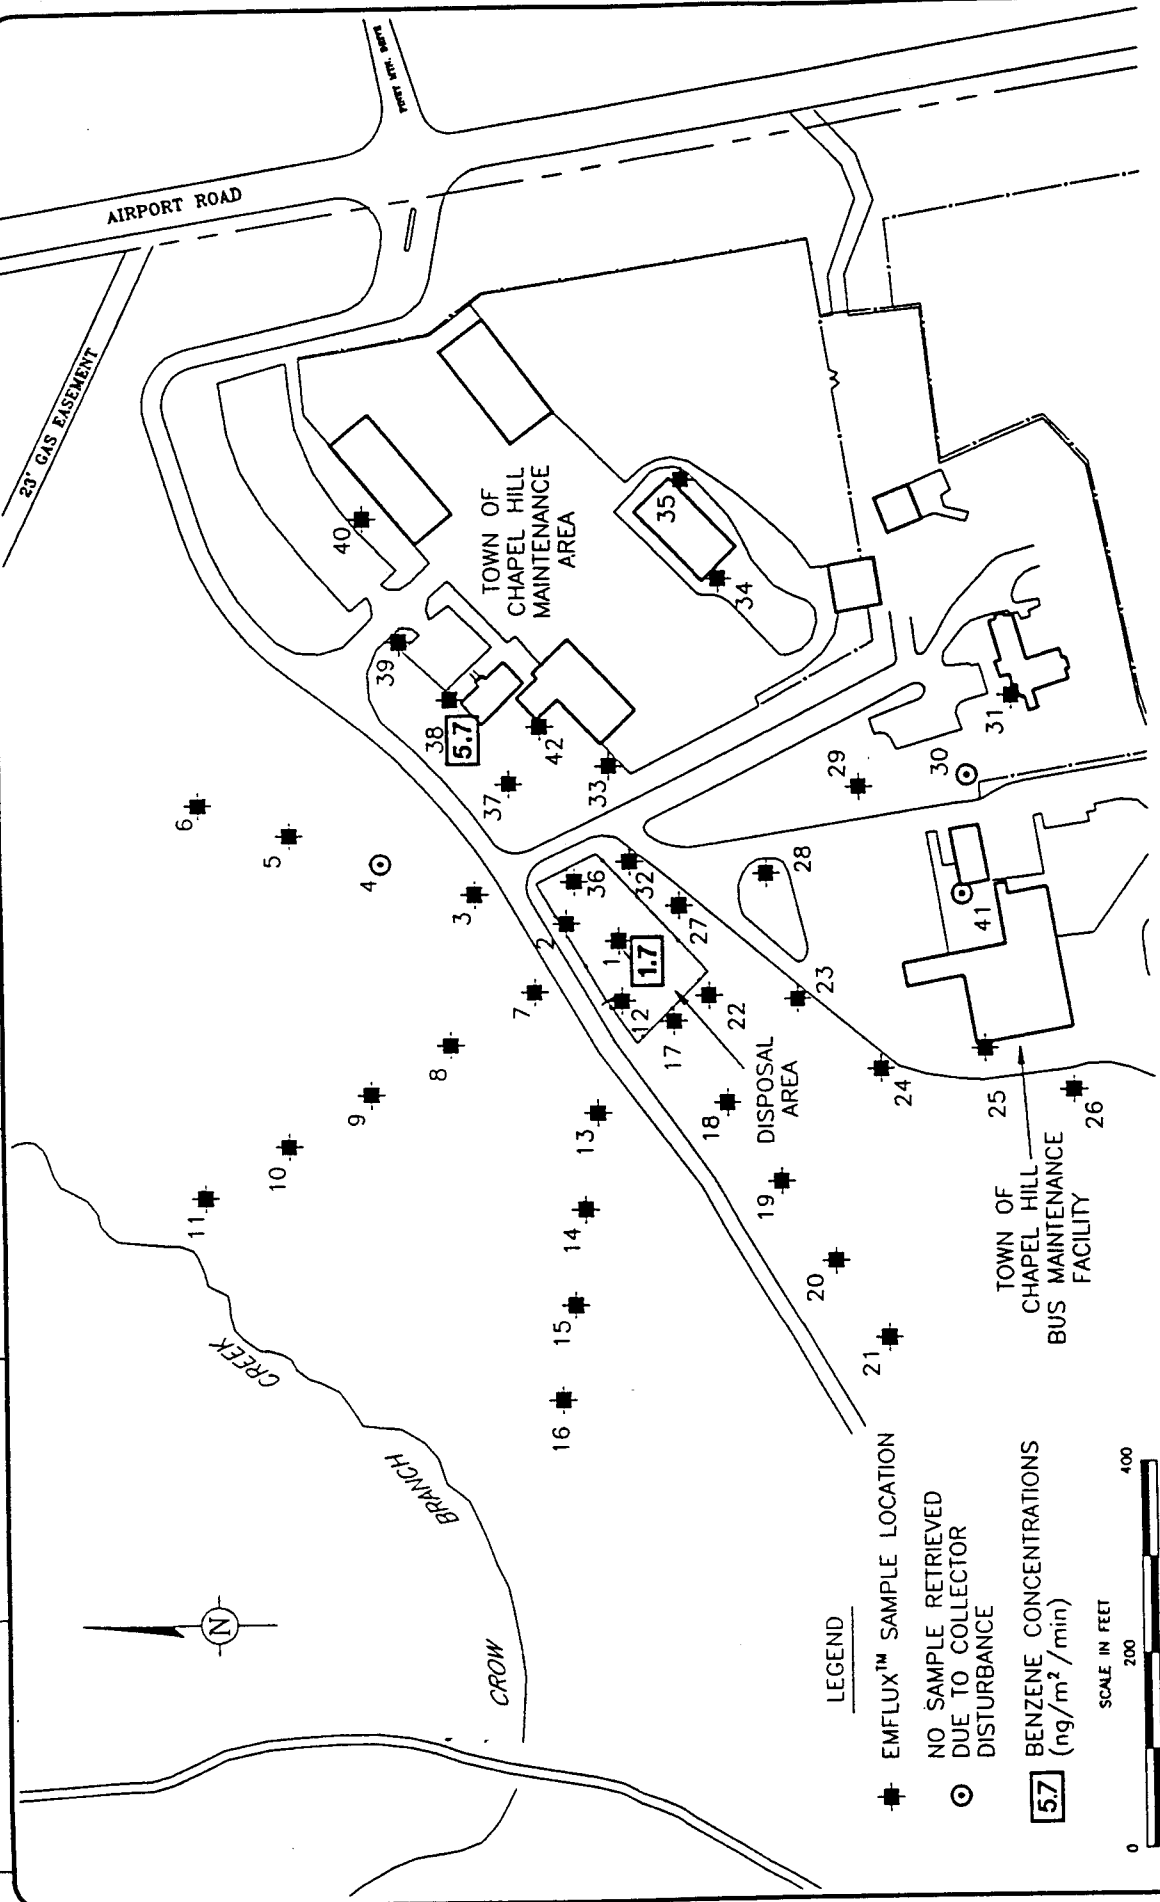 AIRPORT ROAD
PINEY MTN. DRIVE
23' GAS EASEMENT
TOWN OF
CHAPEL HILL
MAINTENANCE
AREA
40
39
38
5.7
42
37
33
35
34
6
5
4
3
2
36
32
1
1.7
27
12
17
22
7
8
9
10
11
13
14
15
16
18
19
20
21
23
24
25
26
28
29
30
31
41
DISPOSAL
AREA
TOWN OF
CHAPEL HILL
BUS MAINTENANCE
FACILITY
CROW
BRANCH
CREEK
N
LEGEND
EMFLUX™ SAMPLE LOCATION
NO SAMPLE RETRIEVED
DUE TO COLLECTOR
DISTURBANCE
5.7
BENZENE CONCENTRATIONS
(ng/m²/min)
SCALE IN FEET
0 200 400